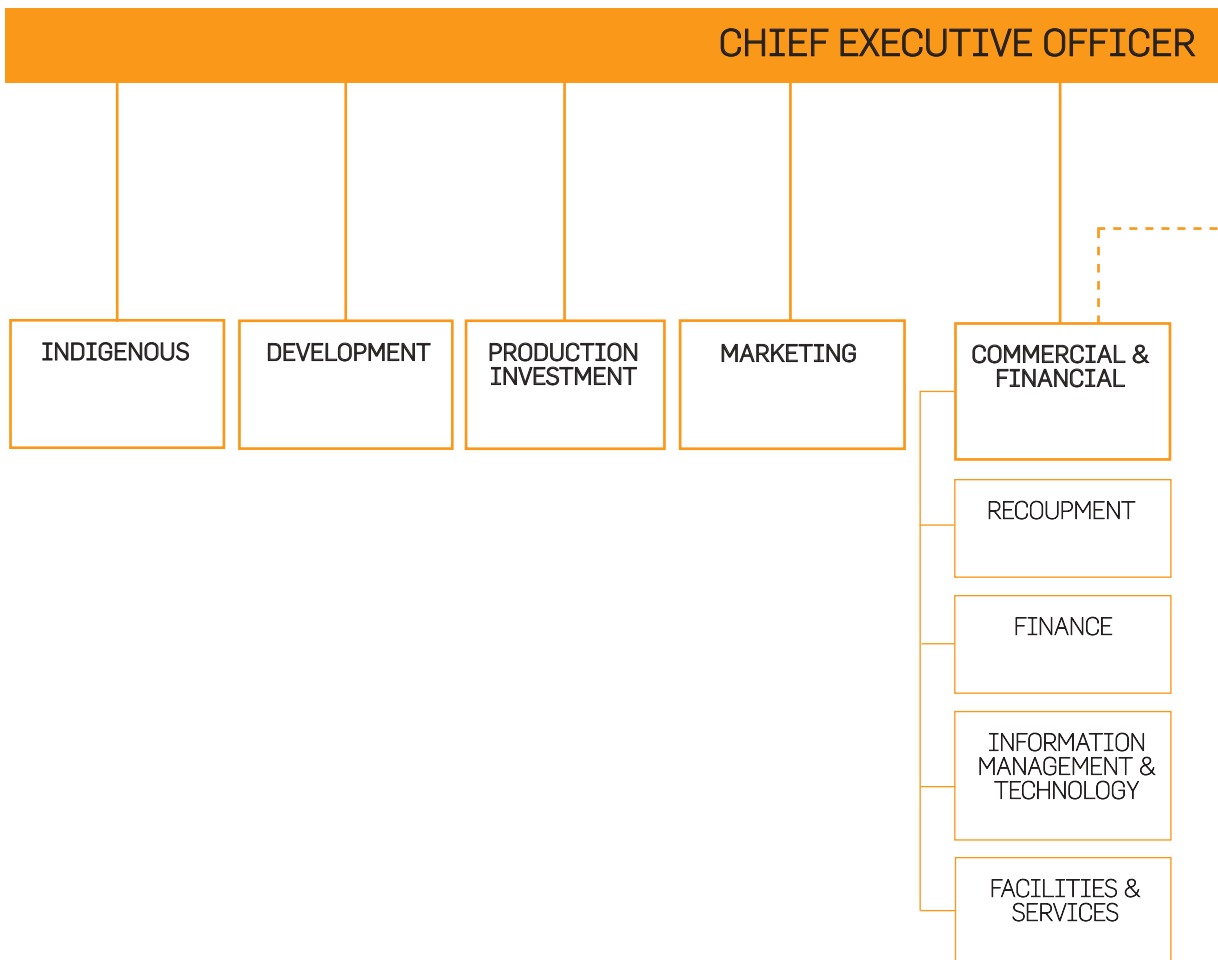 CHIEF EXECUTIVE OFFICER
INDIGENOUS
DEVELOPMENT
PRODUCTION
INVESTMENT
MARKETING
COMMERCIAL &
FINANCIAL
RECOUPMENT
FINANCE
INFORMATION
MANAGEMENT &
TECHNOLOGY
FACILITIES &
SERVICES